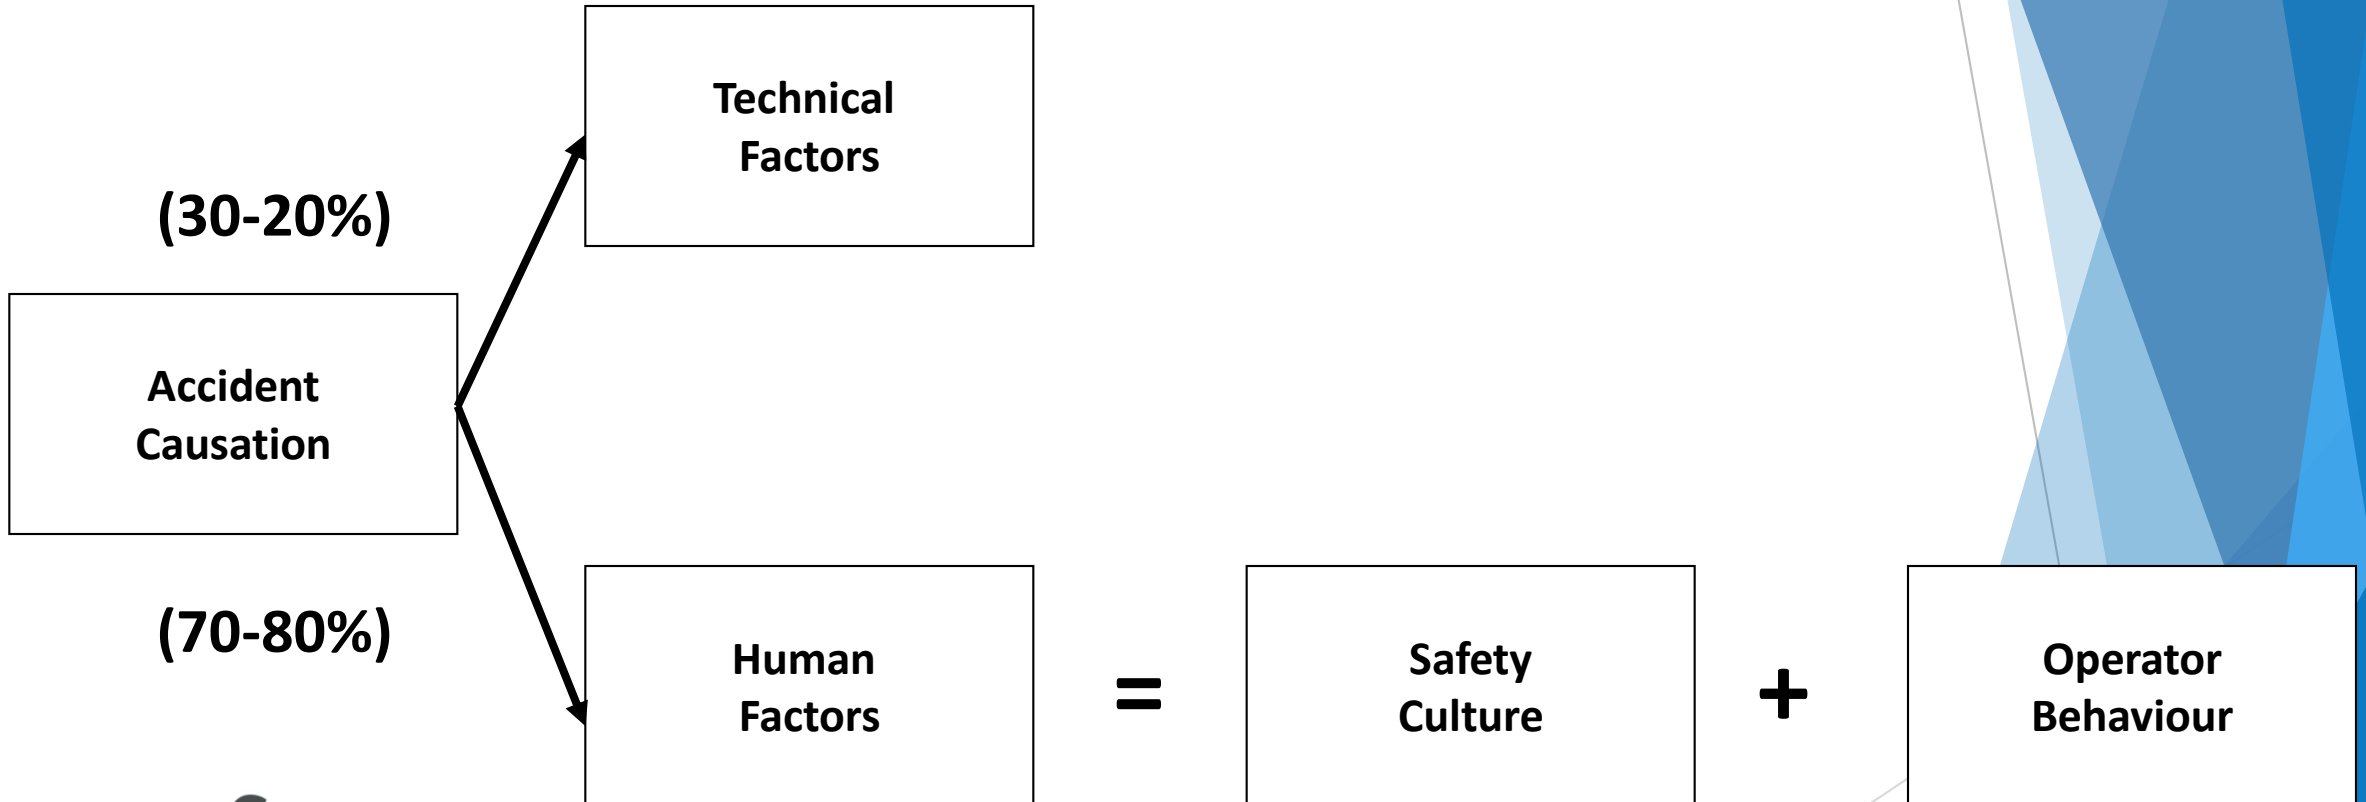 Technical
Factors
(30-20%)
Accident
Causation
(70-80%)
Human
Factors
=
Safety
Culture
+
Operator
Behaviour